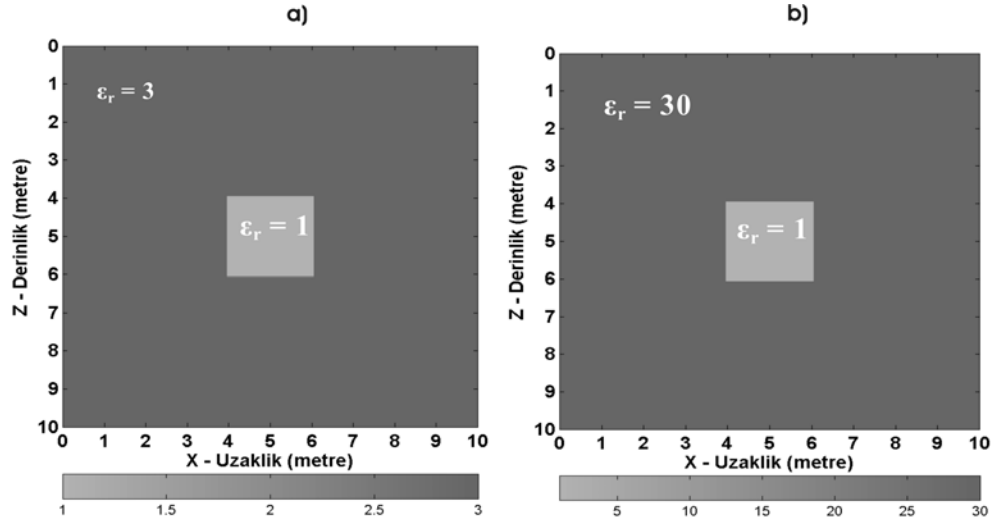 a)
0
1
2
3
4
5
6
7
8
9
10
εr = 3
εr = 1
Z - Derinlik (metre)
0 1 2 3 4 5 6 7 8 9 10
X - Uzaklik (metre)
1 1.5 2 2.5 3
b)
0
1
2
3
4
5
6
7
8
9
10
εr = 30
εr = 1
Z - Derinlik (metre)
0 1 2 3 4 5 6 7 8 9 10
X - Uzaklik (metre)
5 10 15 20 25 30